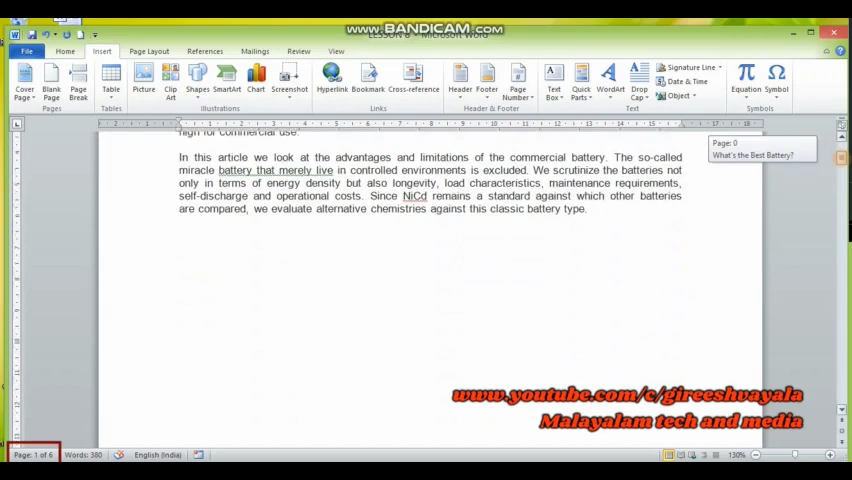 www.BANDICAM.com
Microsoft Word
File Home Insert Page Layout References Mailings Review View
Cover Page Blank Page Page Break Table Picture Clip Art Shapes SmartArt Chart Screenshot Hyperlink Bookmark Cross-reference Header Footer Page Number Text Box Quick Parts WordArt Drop Cap Signature Line Date & Time Object Equation Symbol
Tables Illustrations Links Header & Footer Text Symbols
Page: 0
What's the Best Battery?
high for commercial use.
In this article we look at the advantages and limitations of the commercial battery. The so-called
miracle battery that merely live in controlled environments is excluded. We scrutinize the batteries not
only in terms of energy density but also longevity, load characteristics, maintenance requirements,
self-discharge and operational costs. Since NiCd remains a standard against which other batteries
are compared, we evaluate alternative chemistries against this classic battery type.
www.youtube.com/c/gireeshvayala
Malayalam tech and media
Page: 1 of 6 Words: 380 English (India) 130%